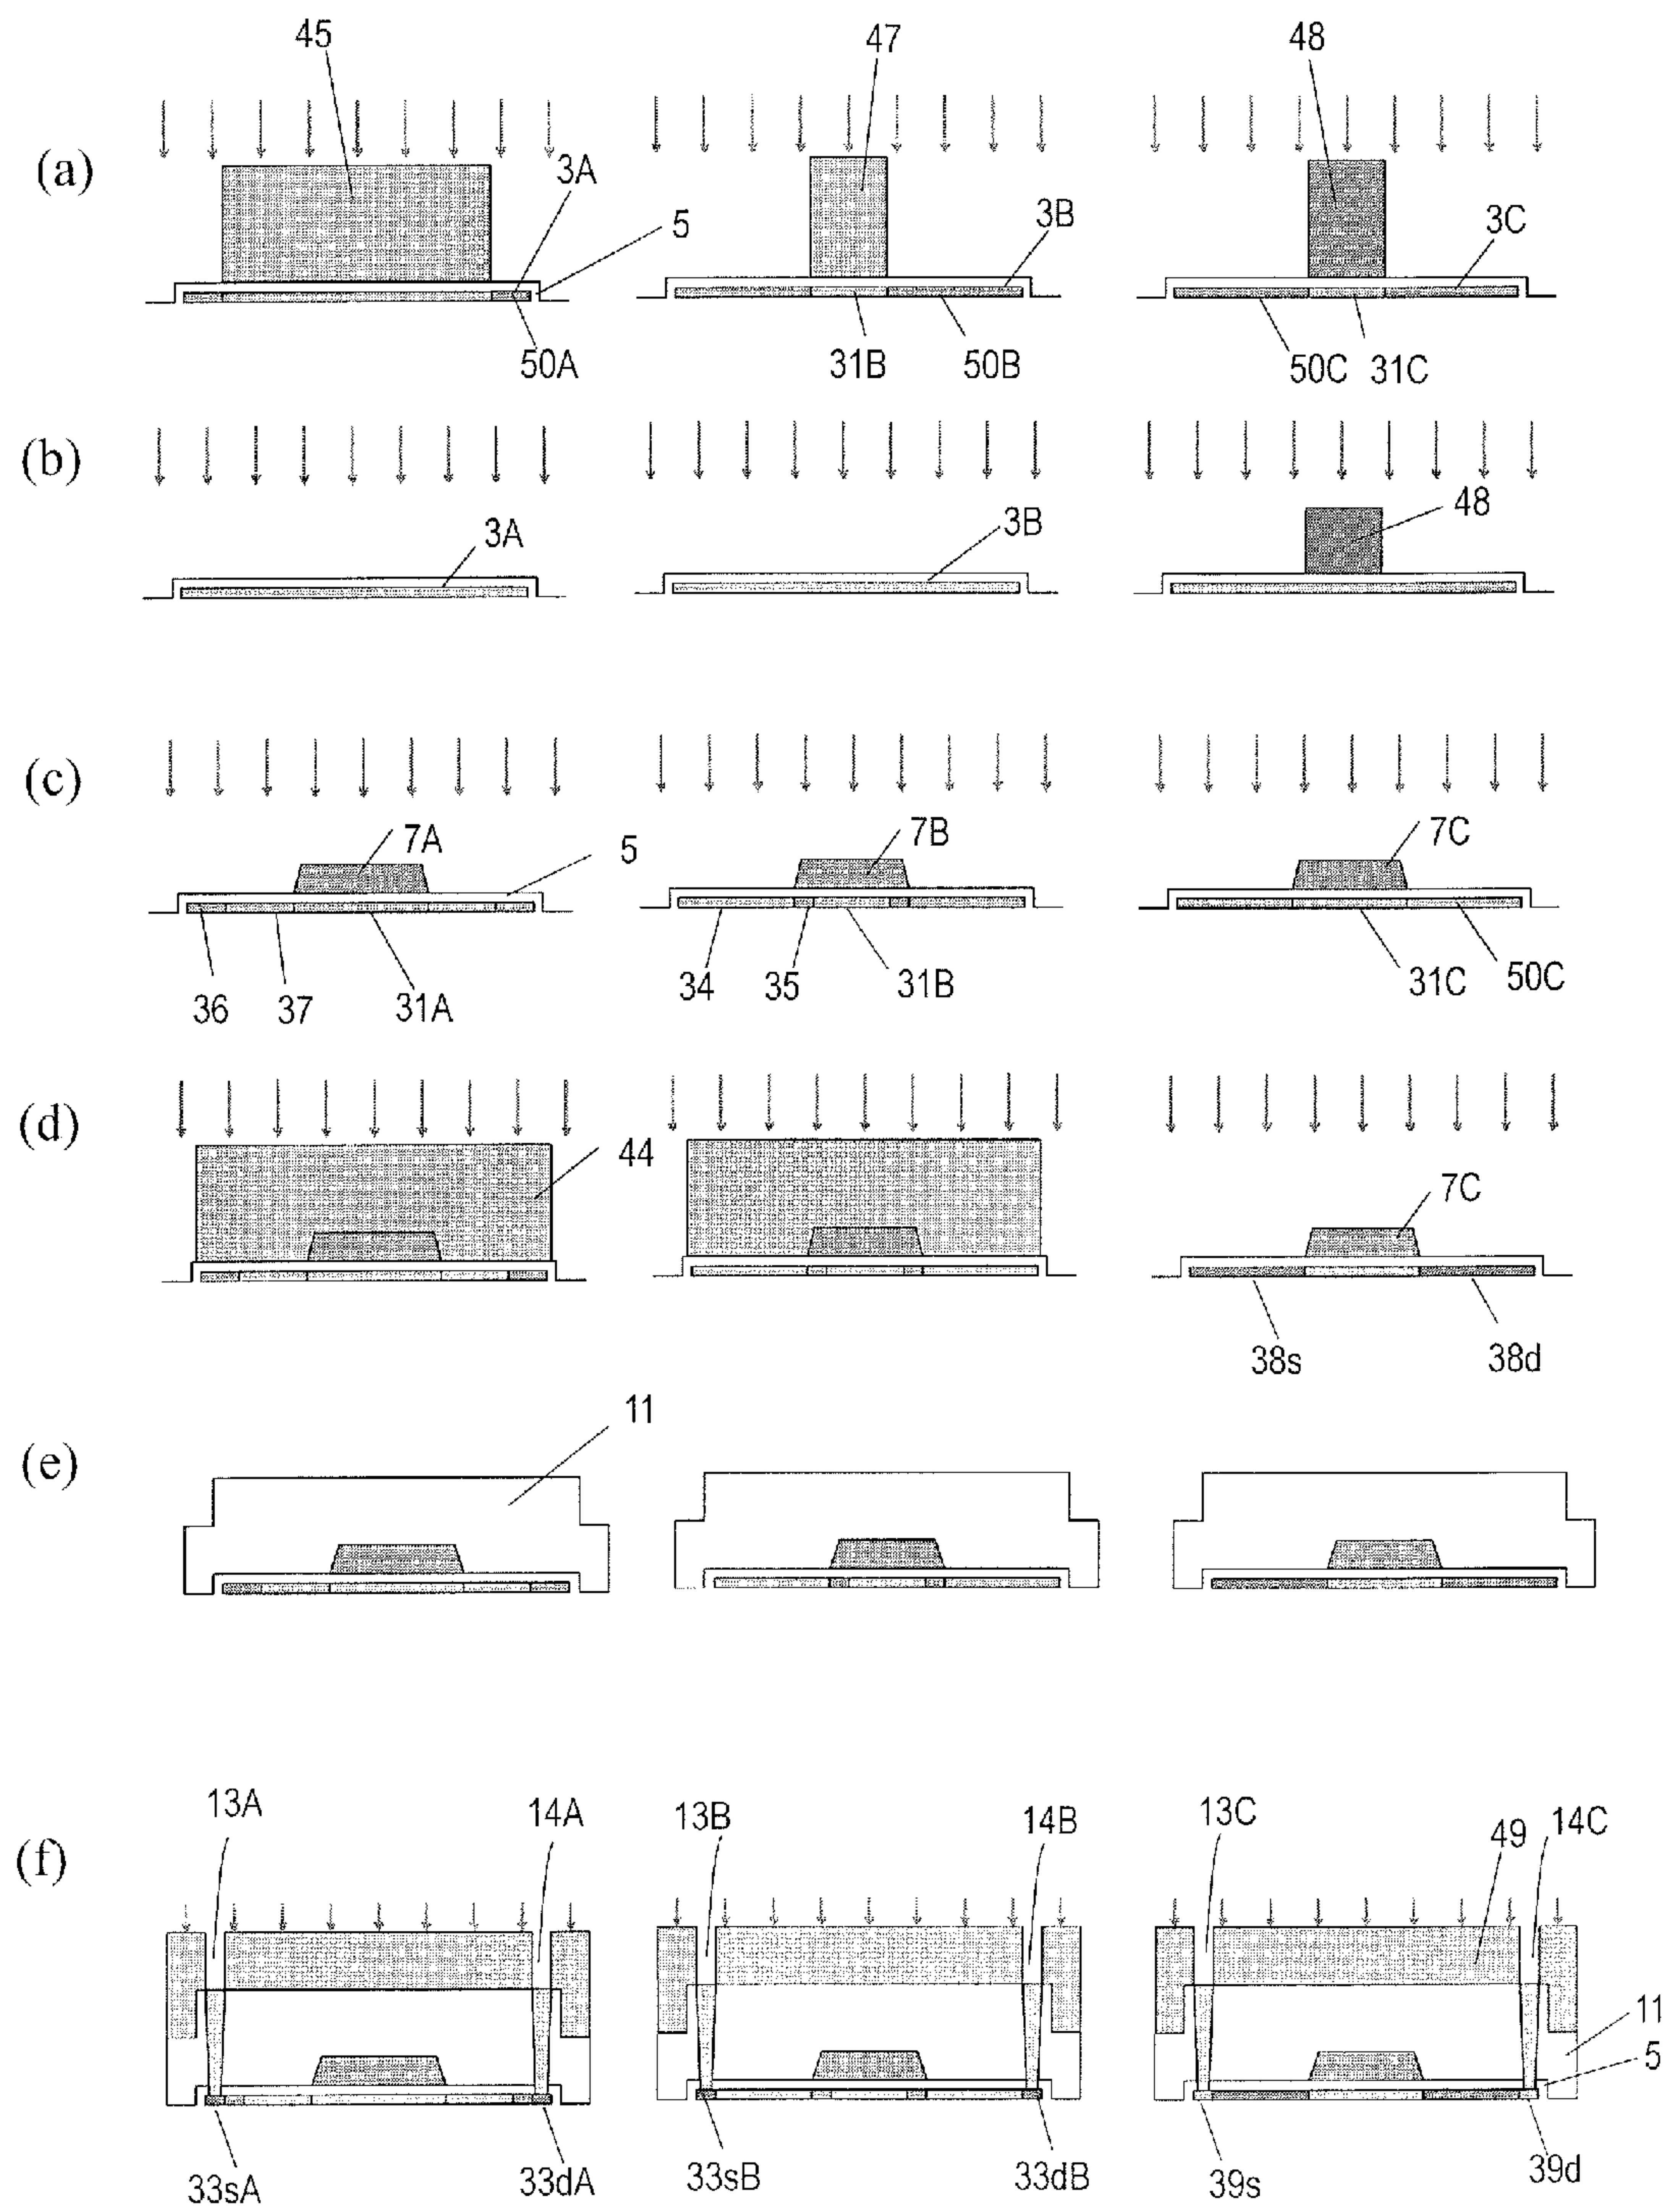 45 47 48
(a) 3A 5 3B 3C
50A 31B 50B 50C 31C
(b) 3A 3B 48
(c) 7A 5 7B 7C
36 37 31A 34 35 31B 31C 50C
(d) 44 7C
38s 38d
(e) 11
(f) 13A 14A 13B 14B 13C 49 14C
11
5
33sA 33dA 33sB 33dB 39s 39d